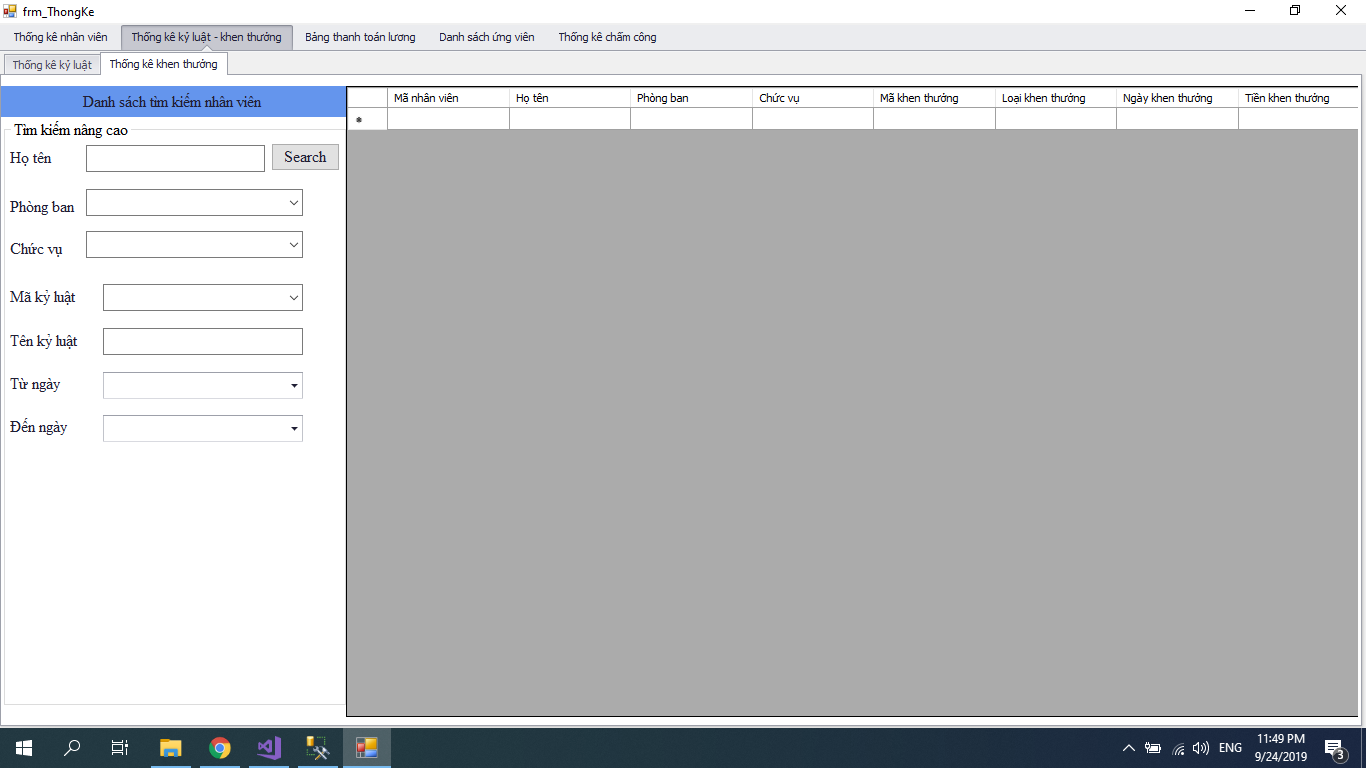 frm_ThongKe
Thống kê nhân viên Thống kê kỷ luật - khen thưởng Bảng thanh toán lương Danh sách ứng viên Thống kê chấm công
Thống kê kỷ luật Thống kê khen thưởng
Danh sách tìm kiếm nhân viên
Mã nhân viên Họ tên Phòng ban Chức vụ Mã khen thưởng Loại khen thưởng Ngày khen thưởng Tiền khen thưởng
Tìm kiếm nâng cao
Họ tên Search
Phòng ban
Chức vụ
Mã kỷ luật
Tên kỷ luật
Từ ngày
Đến ngày
ENG
11:49 PM
9/24/2019
3